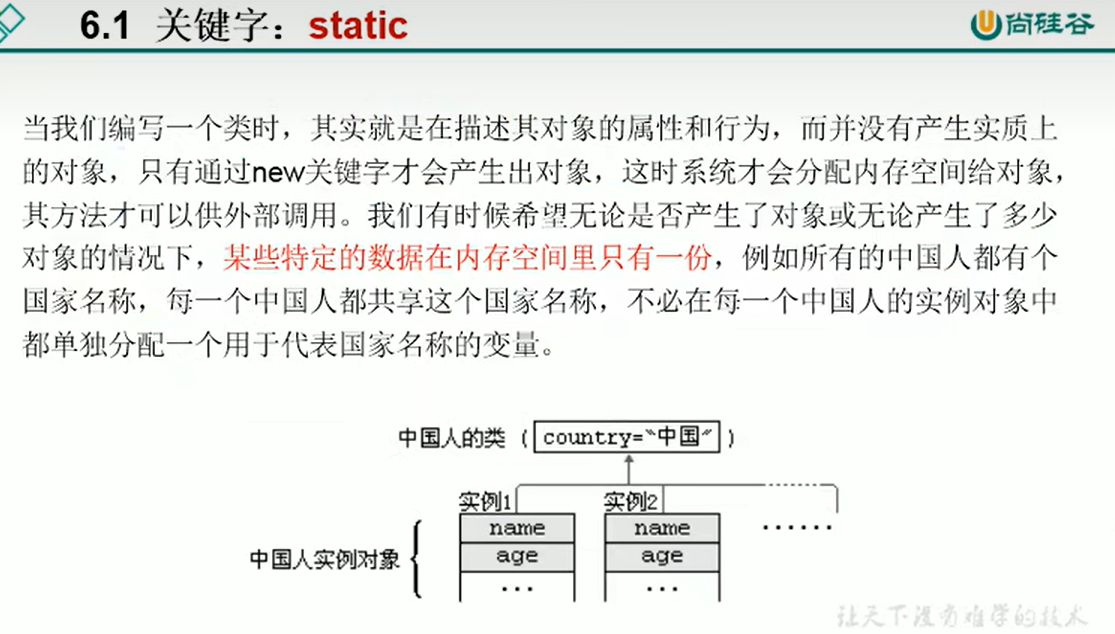 6.1 关键字：static
尚硅谷
当我们编写一个类时，其实就是在描述其对象的属性和行为，而并没有产生实质上
的对象，只有通过new关键字才会产生出对象，这时系统才会分配内存空间给对象，
其方法才可以供外部调用。我们有时候希望无论是否产生了对象或无论产生了多少
对象的情况下，某些特定的数据在内存空间里只有一份，例如所有的中国人都有个
国家名称，每一个中国人都共享这个国家名称，不必在每一个中国人的实例对象中
都单独分配一个用于代表国家名称的变量。
中国人的类（country=“中国”）
实例1 实例2
name name ......
age age
中国人实例对象
... ...
让天下没有难学的技术